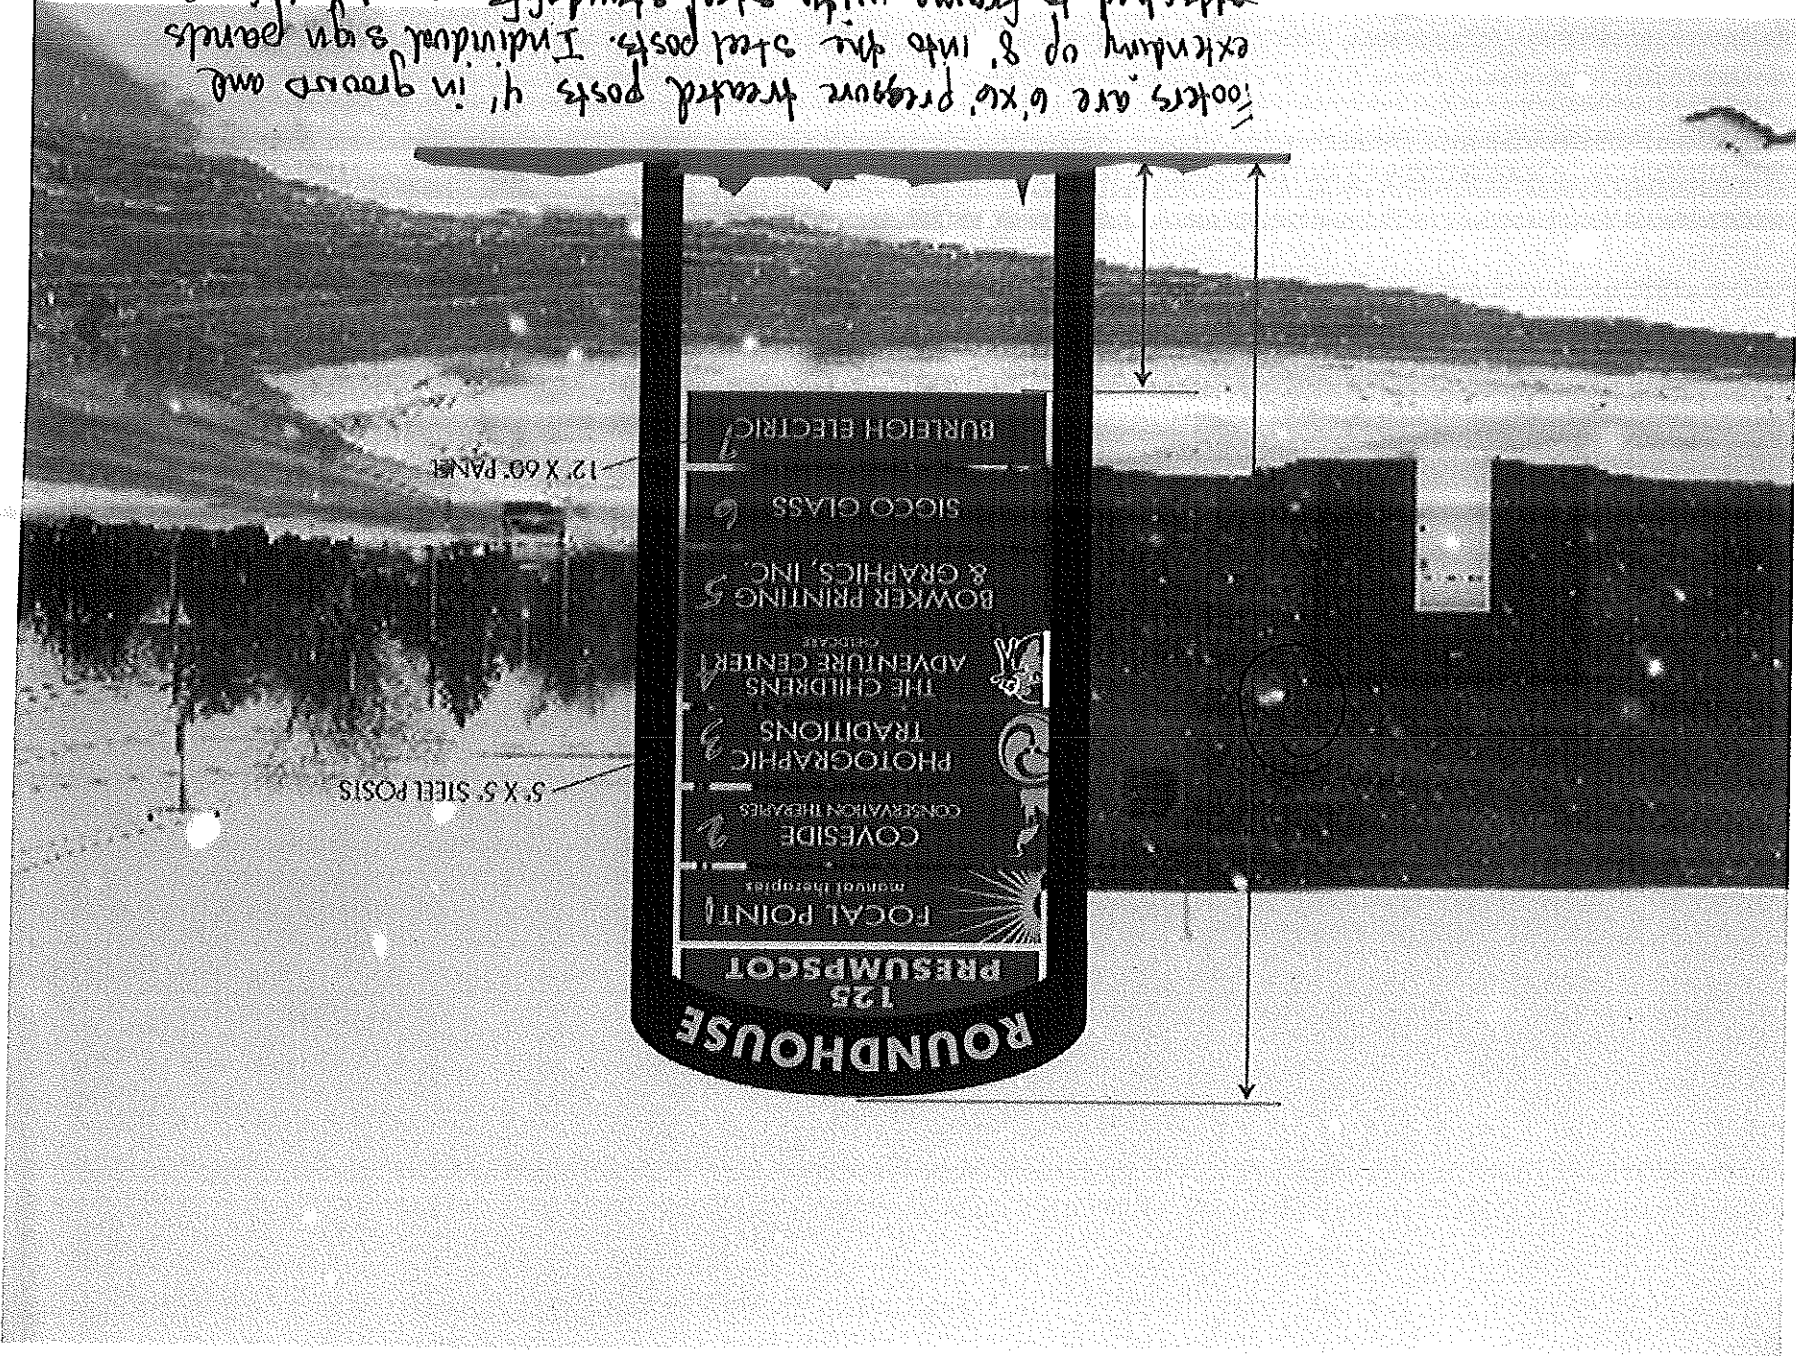 ROUNDHOUSE
125
PRESUMPSCOT
FOCAL POINT 1
manual therapies
COVESIDE 2
CONSERVATION THERAPIES
5" X 5" STEEL POSTS
PHOTOGRAPHIC
TRADITIONS 3
THE CHILDRENS
ADVENTURE CENTER 4
CHILDCARE
BOWKER PRINTING
& GRAPHICS, INC. 5
SIGCO GLASS 6
12" X 60" PANEL
BURLEIGH ELECTRIC 7
Footers are 6"x6" pressure treated posts 4' in ground and
extending up 8' into the steel posts. Individual sign panels
attached to frame with steel